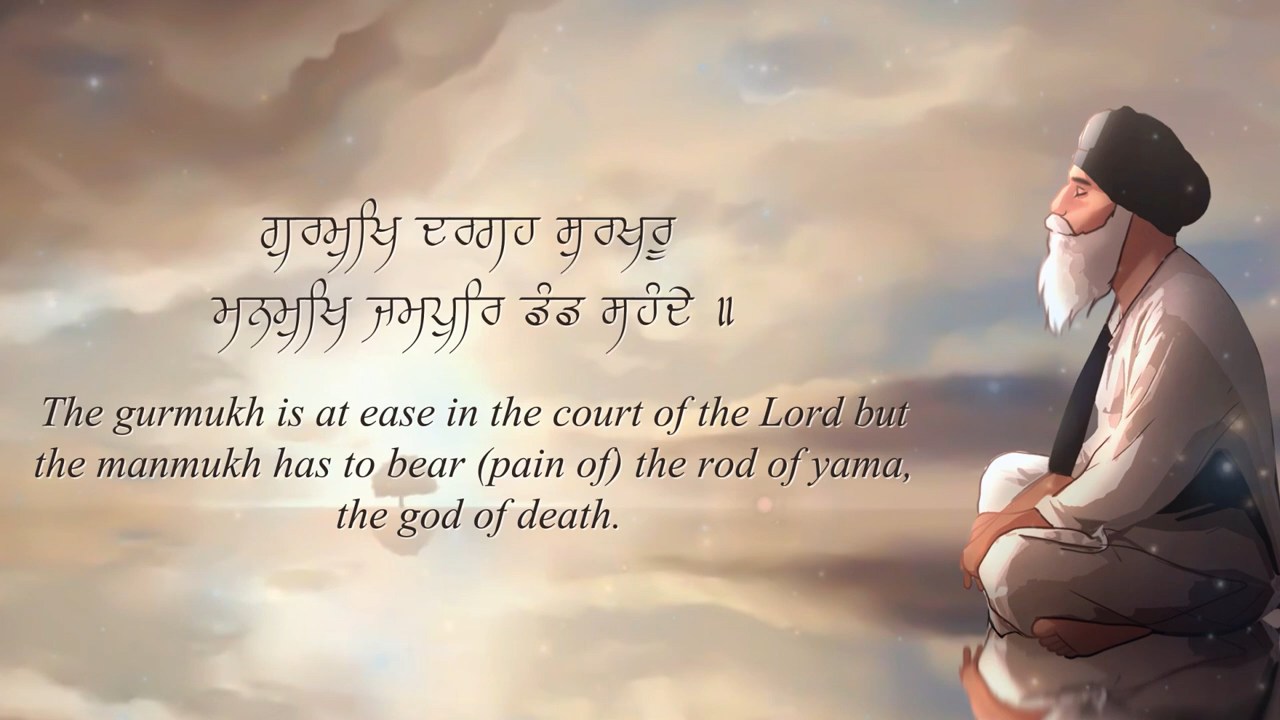 ਗੁਰਮੁਖਿ ਦਰਗਹ ਸੁਰਖਰੂ
ਮਨਮੁਖਿ ਜਮਪੁਰਿ ਡੰਡ ਸਹੰਦੇ ॥
The gurmukh is at ease in the court of the Lord but
the manmukh has to bear (pain of) the rod of yama,
the god of death.